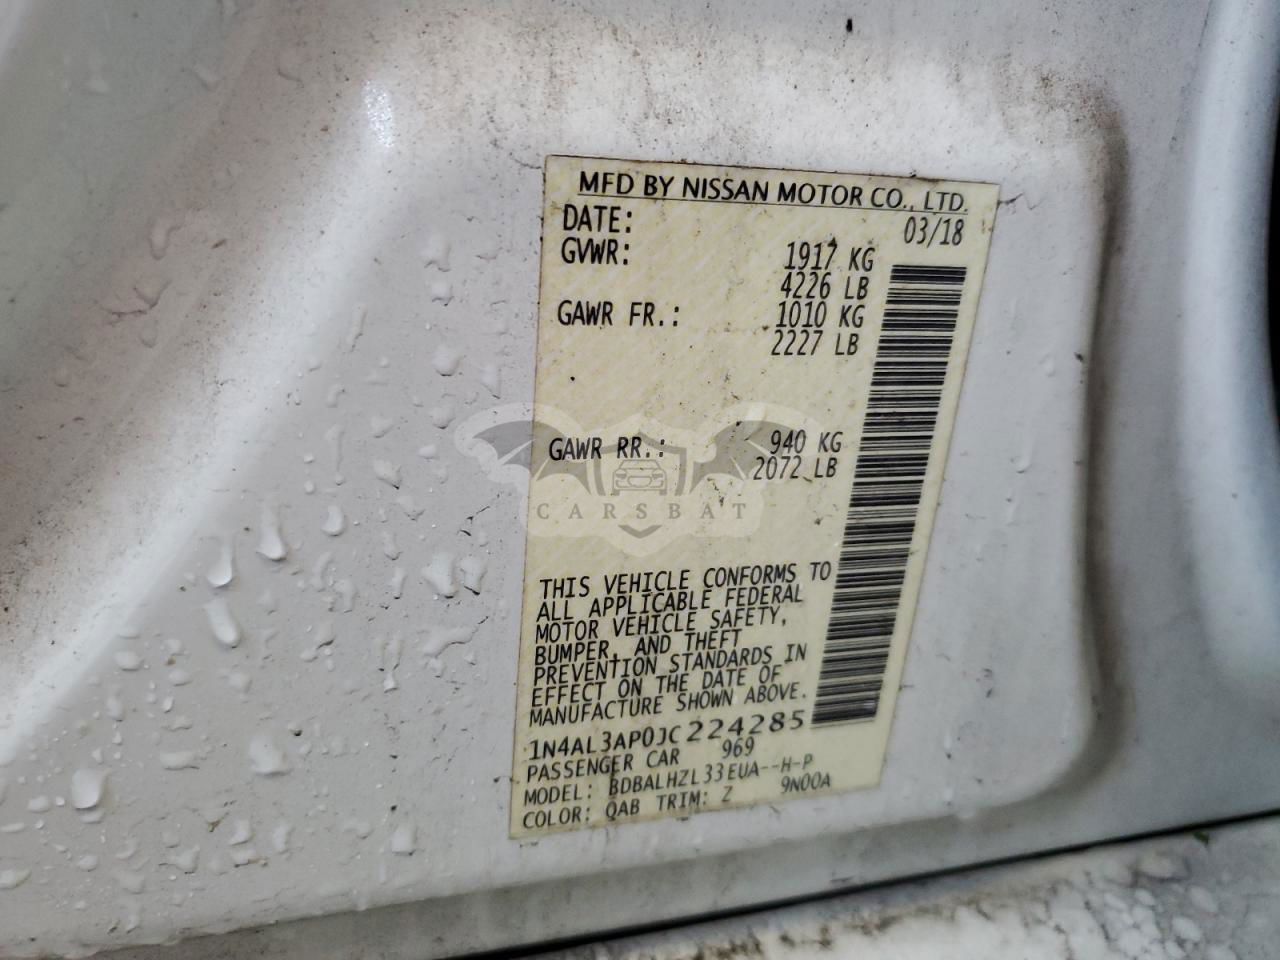 MFD BY NISSAN MOTOR CO., LTD.
DATE: 03/18
GVWR: 1917 KG
4226 LB
GAWR FR.: 1010 KG
2227 LB
GAWR RR.: 940 KG
2072 LB
CARSBAT
THIS VEHICLE CONFORMS TO
ALL APPLICABLE FEDERAL
MOTOR VEHICLE SAFETY,
BUMPER, AND THEFT
PREVENTION STANDARDS IN
EFFECT ON THE DATE OF
MANUFACTURE SHOWN ABOVE.
1N4AL3AP0JC224285
PASSENGER CAR 969
MODEL: BDBALHZL33EUA--H-P
COLOR: QAB TRIM: Z 9N00A